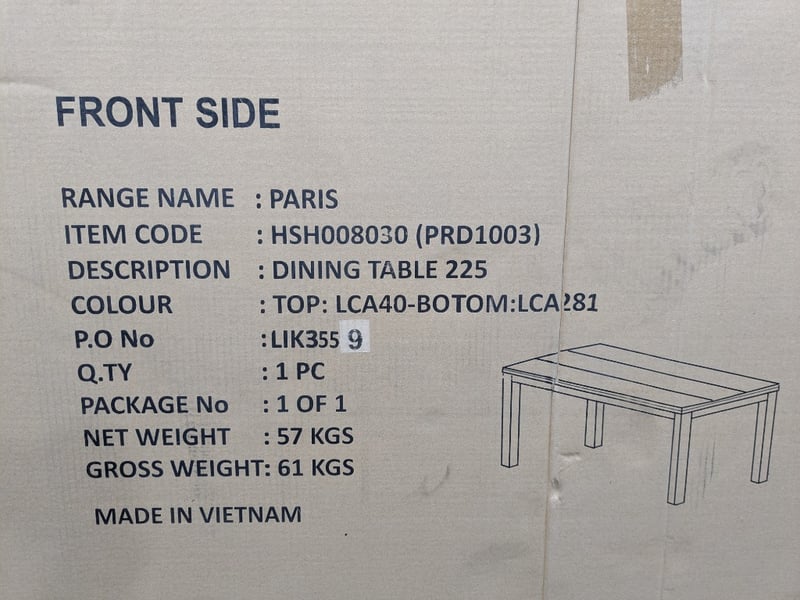 FRONT SIDE
RANGE NAME : PARIS
ITEM CODE : HSH008030 (PRD1003)
DESCRIPTION : DINING TABLE 225
COLOUR : TOP: LCA40-BOTOM:LCA281
P.O No :LIK3559
Q.TY : 1 PC
PACKAGE No : 1 OF 1
NET WEIGHT : 57 KGS
GROSS WEIGHT: 61 KGS
MADE IN VIETNAM